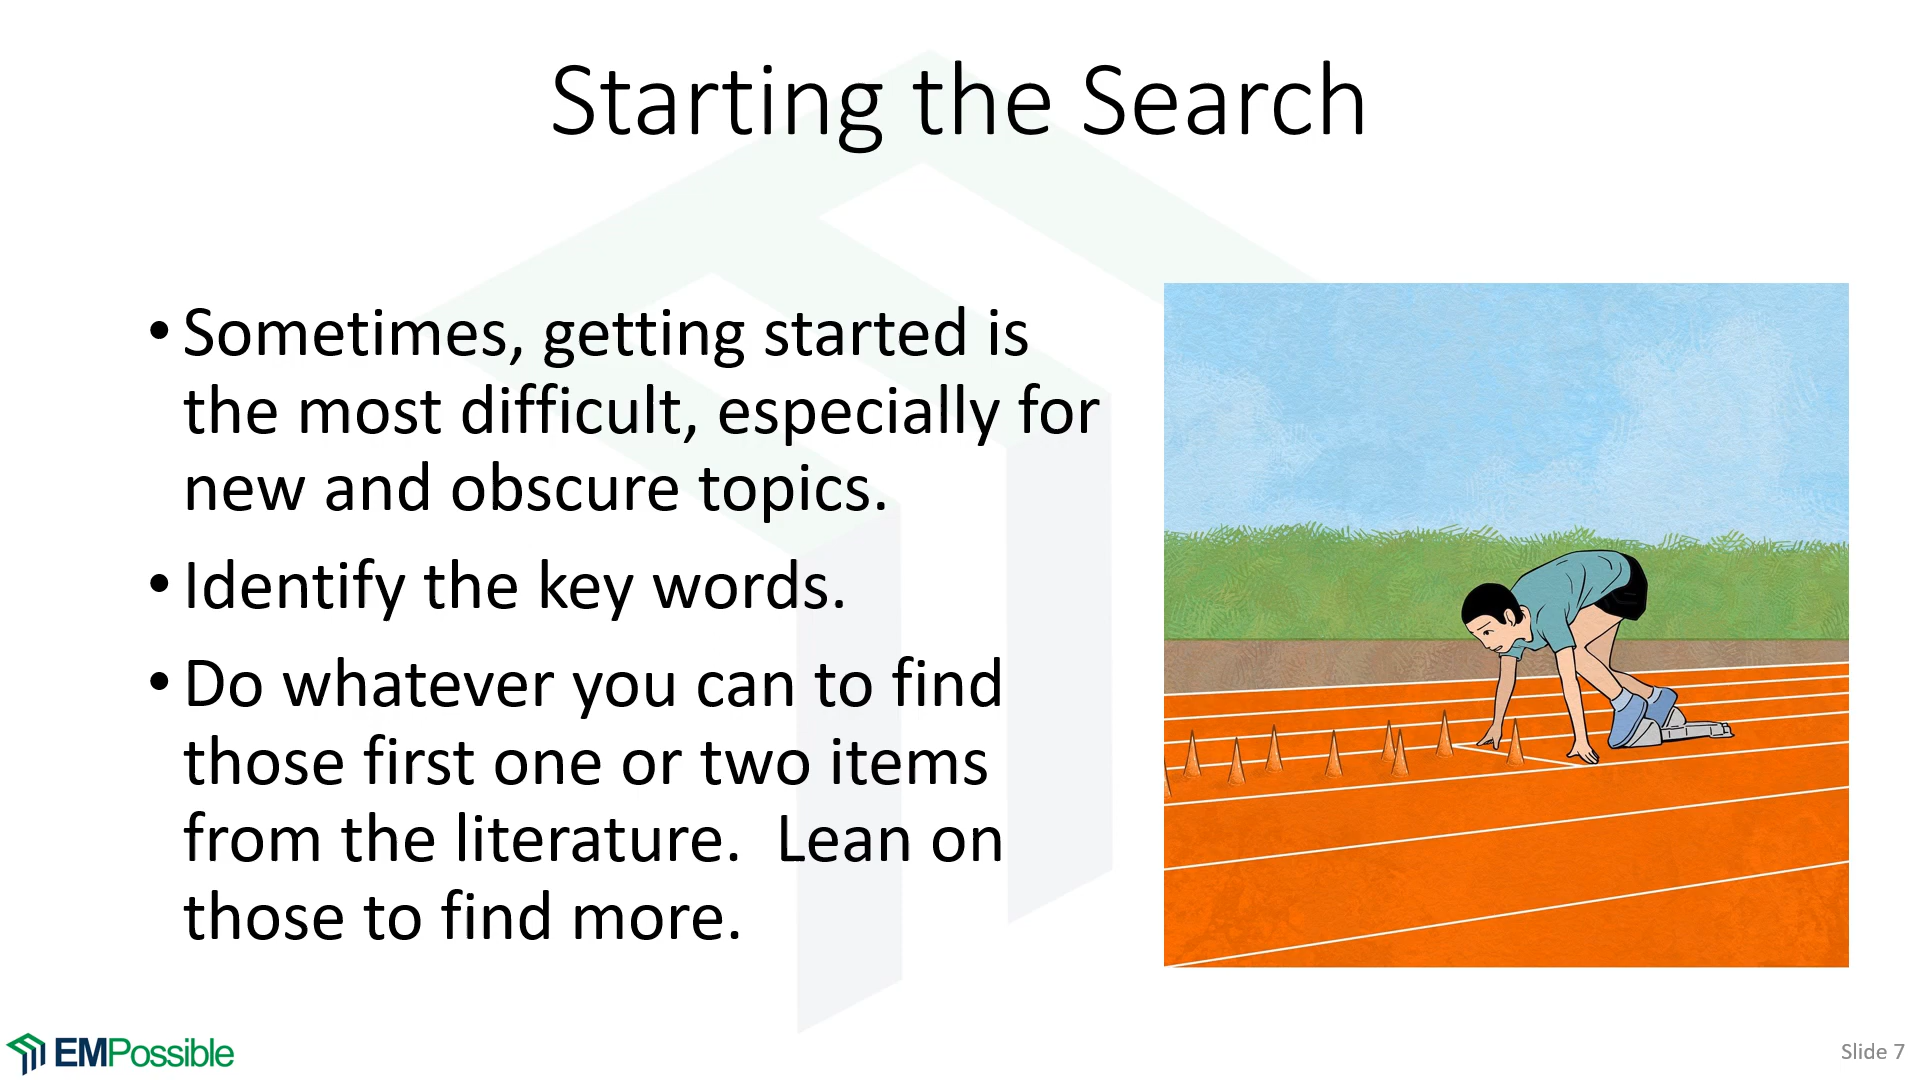 Starting the Search
• Sometimes, getting started is
the most difficult, especially for
new and obscure topics.
• Identify the key words.
• Do whatever you can to find
those first one or two items
from the literature.  Lean on
those to find more.
EMPossible
Slide 7